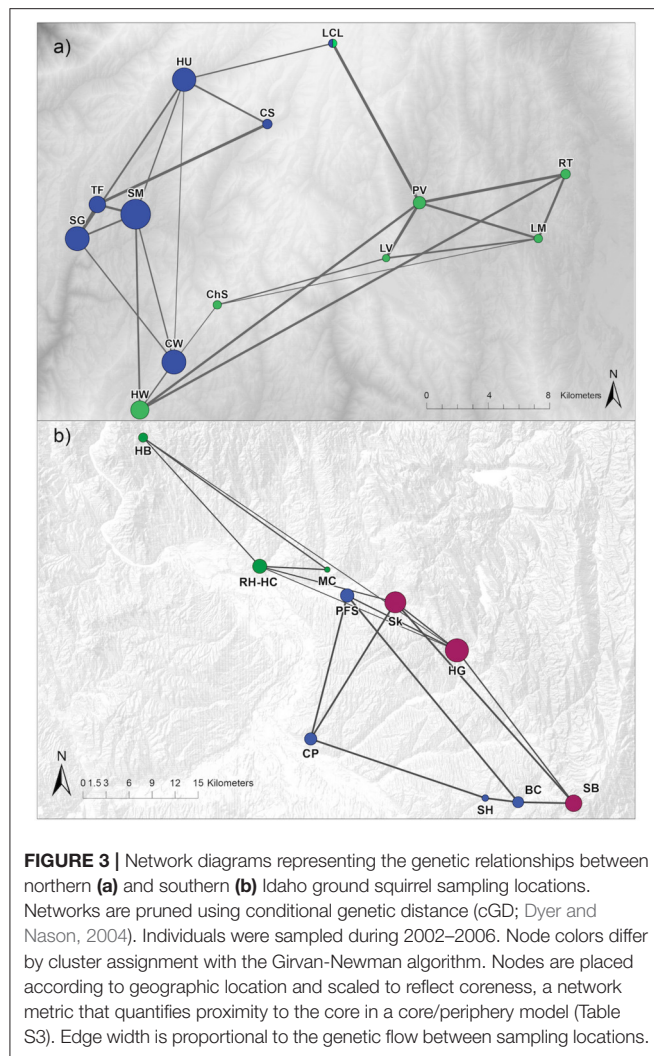 a)
LCL
HU
CS
RT
TF
SM
PV
SG
LM
LV
ChS
CW
HW
0 4 8 Kilometers
N
b)
HB
RH-HC
MC
PFS
Sk
HG
CP
N
0 1.5 3 6 9 12 15 Kilometers
SH
BC
SB
FIGURE 3 | Network diagrams representing the genetic relationships between
northern (a) and southern (b) Idaho ground squirrel sampling locations.
Networks are pruned using conditional genetic distance (cGD; Dyer and
Nason, 2004). Individuals were sampled during 2002–2006. Node colors differ
by cluster assignment with the Girvan-Newman algorithm. Nodes are placed
according to geographic location and scaled to reflect coreness, a network
metric that quantifies proximity to the core in a core/periphery model (Table
S3). Edge width is proportional to the genetic flow between sampling locations.